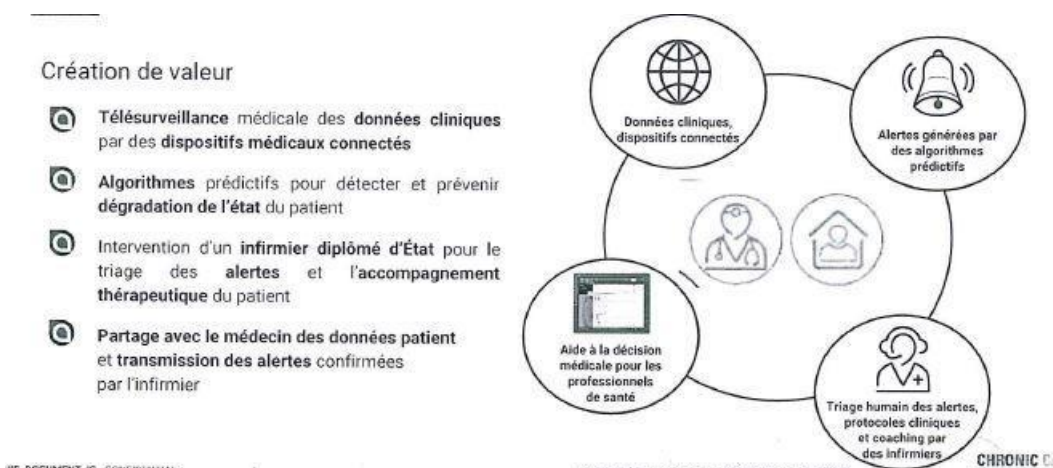 Création de valeur
Télésurveillance médicale des données cliniques
par des dispositifs médicaux connectés
Algorithmes prédictifs pour détecter et prévenir
dégradation de l'état du patient
Intervention d'un infirmier diplômé d'État pour le
triage des alertes et l'accompagnement
thérapeutique du patient
Partage avec le médecin des données patient
et transmission des alertes confirmées
par l'infirmier
Données cliniques,
dispositifs connectés
Alertes générées par
des algorithmes
prédictifs
Aide à la décision
médicale pour les
professionnels
de santé
Triage humain des alertes,
protocoles cliniques
et coaching par
des infirmiers
CHRONIC